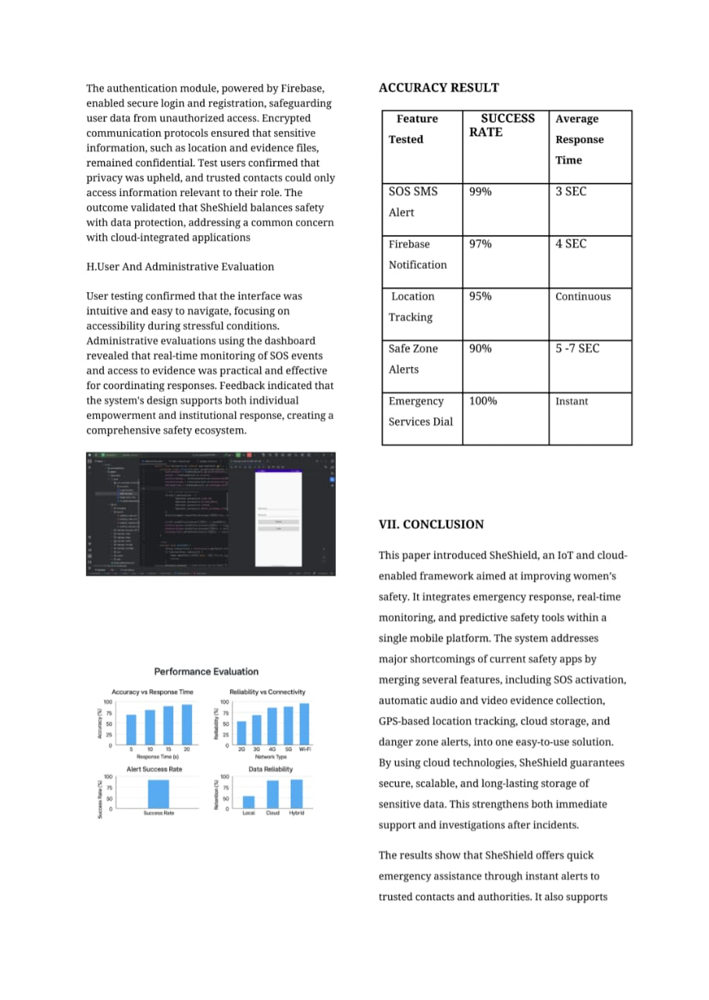 The authentication module, powered by Firebase,
enabled secure login and registration, safeguarding
user data from unauthorized access. Encrypted
communication protocols ensured that sensitive
information, such as location and evidence files,
remained confidential. Test users confirmed that
privacy was upheld, and trusted contacts could only
access information relevant to their role. The
outcome validated that SheShield balances safety
with data protection, addressing a common concern
with cloud-integrated applications
H.User And Administrative Evaluation
User testing confirmed that the interface was
intuitive and easy to navigate, focusing on
accessibility during stressful conditions.
Administrative evaluations using the dashboard
revealed that real-time monitoring of SOS events
and access to evidence was practical and effective
for coordinating responses. Feedback indicated that
the system's design supports both individual
empowerment and institutional response, creating a
comprehensive safety ecosystem.
Performance Evaluation
Accuracy vs Response Time
Accuracy (%)
100
75
50
25
0
5 10 15 20
Response Time (s)
Reliability vs Connectivity
Reliability (%)
100
75
50
25
0
2G 3G 4G 5G Wi-Fi
Network Type
Alert Success Rate
Success Rate (%)
100
75
50
0
Success Rate
Data Reliability
Retention (%)
100
75
50
0
Local Cloud Hybrid
ACCURACY RESULT
Feature Tested
SUCCESS RATE
Average Response Time
SOS SMS Alert
99%
3 SEC
Firebase Notification
97%
4 SEC
Location Tracking
95%
Continuous
Safe Zone Alerts
90%
5 -7 SEC
Emergency Services Dial
100%
Instant
VII. CONCLUSION
This paper introduced SheShield, an IoT and cloud-
enabled framework aimed at improving women's
safety. It integrates emergency response, real-time
monitoring, and predictive safety tools within a
single mobile platform. The system addresses
major shortcomings of current safety apps by
merging several features, including SOS activation,
automatic audio and video evidence collection,
GPS-based location tracking, cloud storage, and
danger zone alerts, into one easy-to-use solution.
By using cloud technologies, SheShield guarantees
secure, scalable, and long-lasting storage of
sensitive data. This strengthens both immediate
support and investigations after incidents.
The results show that SheShield offers quick
emergency assistance through instant alerts to
trusted contacts and authorities. It also supports